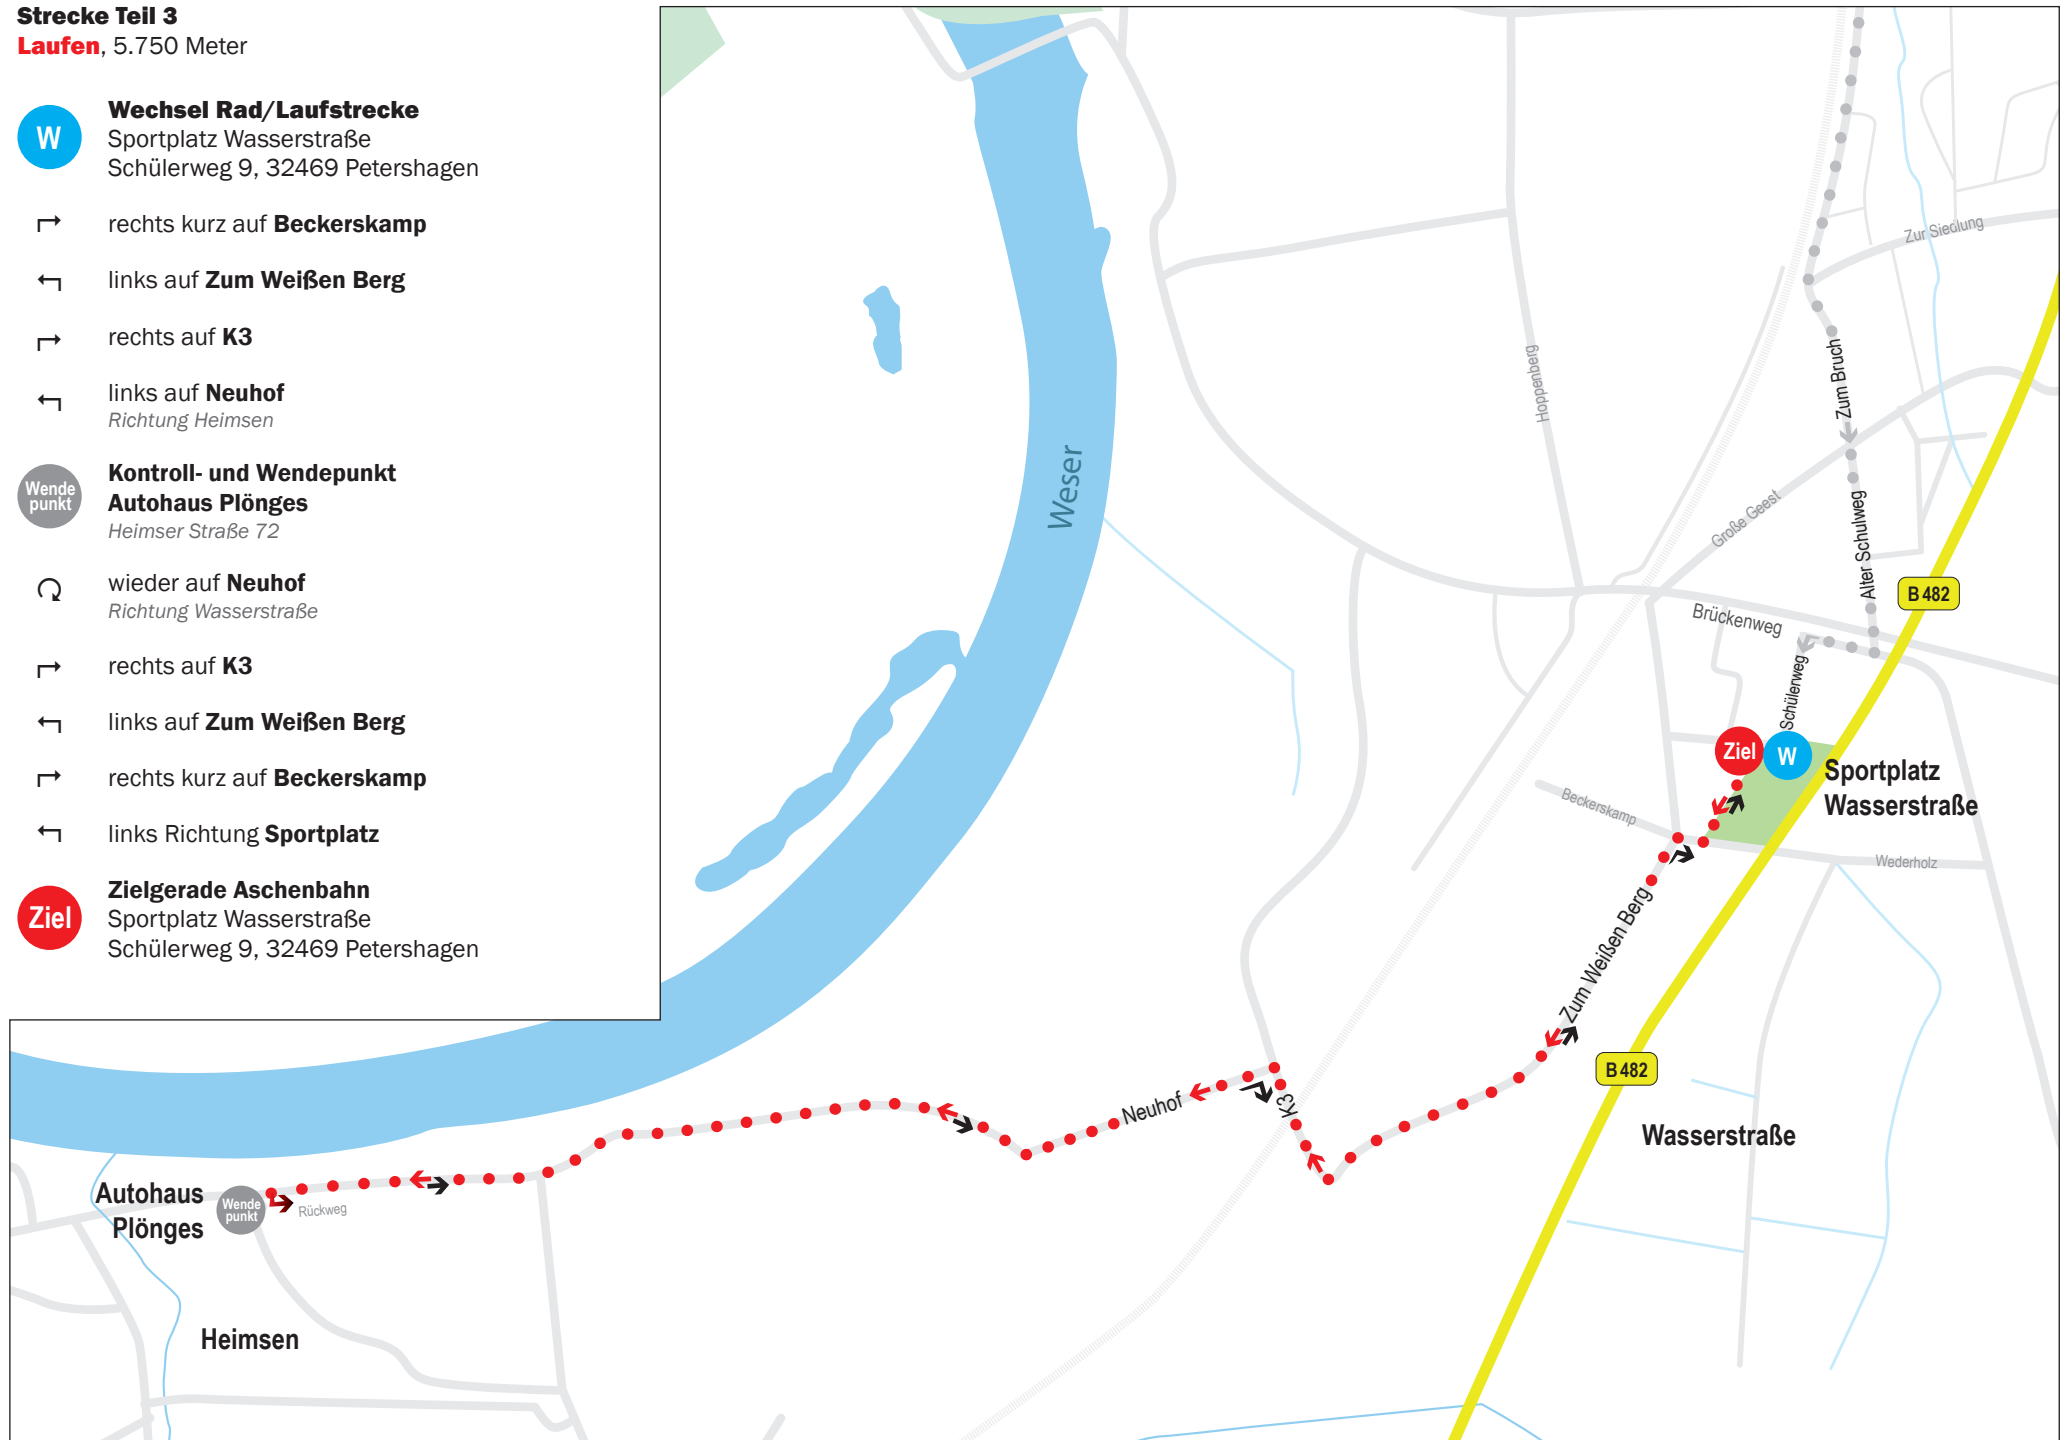 Strecke Teil 3
Laufen, 5.750 Meter
W
Wechsel Rad/Laufstrecke
Sportplatz Wasserstraße
Schülerweg 9, 32469 Petershagen
rechts kurz auf Beckerskamp
links auf Zum Weißen Berg
rechts auf K3
links auf Neuhof
Richtung Heimsen
Wende
punkt
Kontroll- und Wendepunkt
Autohaus Plönges
Heimser Straße 72
wieder auf Neuhof
Richtung Wasserstraße
rechts auf K3
links auf Zum Weißen Berg
rechts kurz auf Beckerskamp
links Richtung Sportplatz
Ziel
Zielgerade Aschenbahn
Sportplatz Wasserstraße
Schülerweg 9, 32469 Petershagen
Zur Siedlung
Zum Bruch
Hoppenberg
Weser
Große Geest
Alter Schulweg
B 482
Brückenweg
Schülerweg
Ziel
W
Sportplatz
Wasserstraße
Beckerskamp
Wederholz
Zum Weißen Berg
B 482
Neuhof
K3
Wasserstraße
Autohaus
Plönges
Wende
punkt
Rückweg
Heimsen